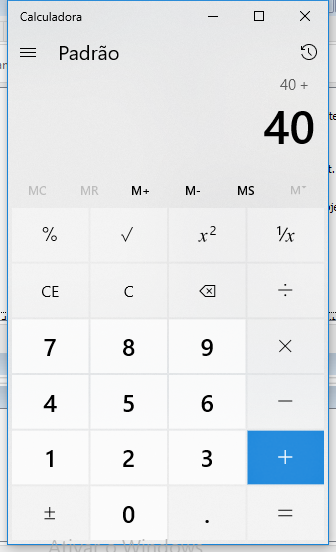 Calculadora
Padrão
40 +
40
MC MR M+ M- MS M˅
% √ x² ⅟x
CE C ÷
7 8 9 ×
4 5 6 −
1 2 3 +
± 0 . =
Ativar o Windows